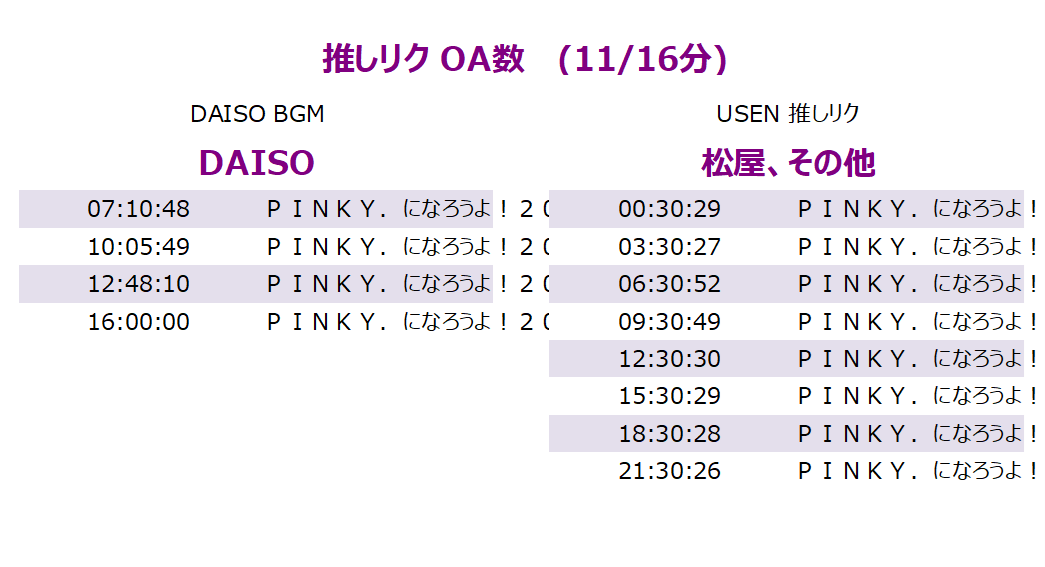 推しリク OA数　(11/16分)
DAISO BGM
DAISO
07:10:48 ＰＩＮＫＹ．になろうよ！２０
10:05:49 ＰＩＮＫＹ．になろうよ！２０
12:48:10 ＰＩＮＫＹ．になろうよ！２０
16:00:00 ＰＩＮＫＹ．になろうよ！２０
USEN 推しリク
松屋、その他
00:30:29 ＰＩＮＫＹ．になろうよ！
03:30:27 ＰＩＮＫＹ．になろうよ！
06:30:52 ＰＩＮＫＹ．になろうよ！
09:30:49 ＰＩＮＫＹ．になろうよ！
12:30:30 ＰＩＮＫＹ．になろうよ！
15:30:29 ＰＩＮＫＹ．になろうよ！
18:30:28 ＰＩＮＫＹ．になろうよ！
21:30:26 ＰＩＮＫＹ．になろうよ！